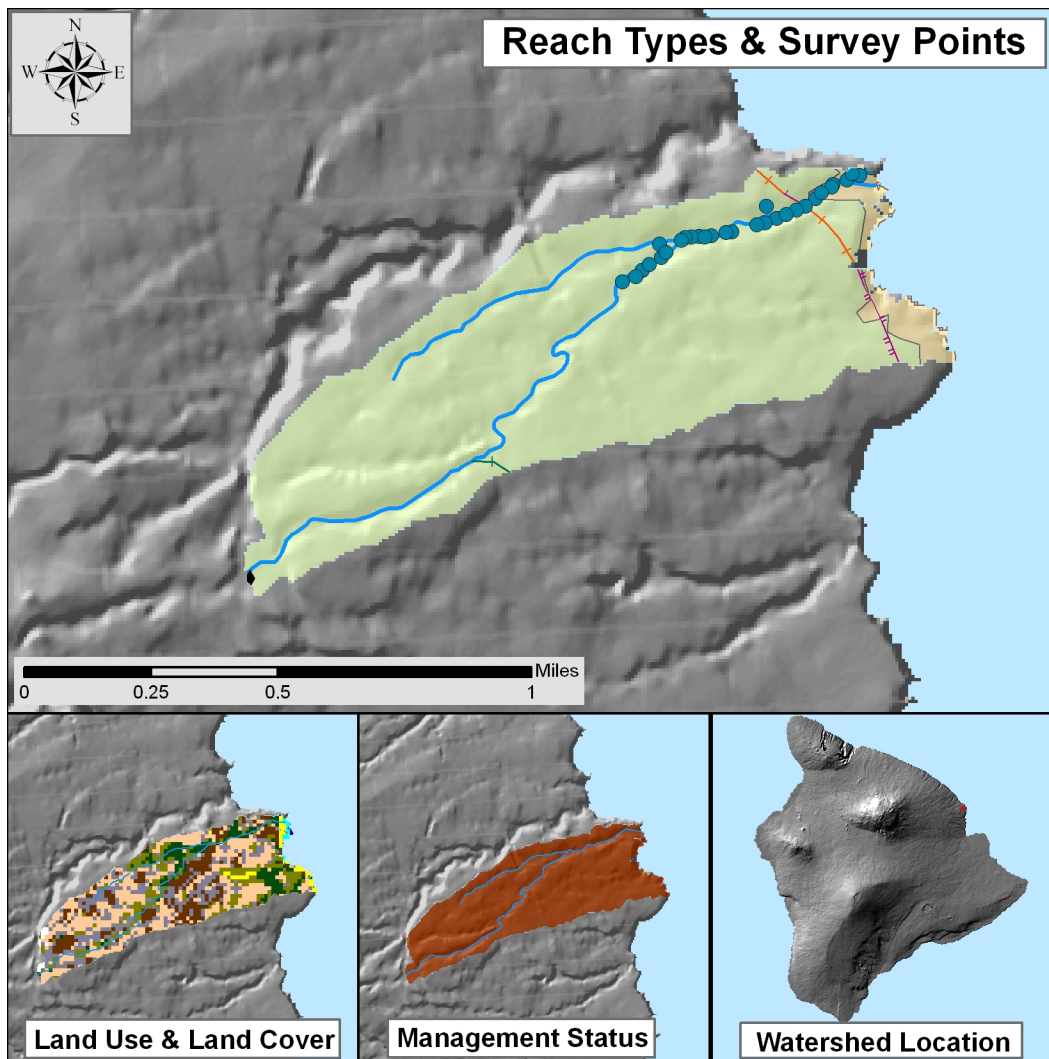 Reach Types & Survey Points
N
W E
S
Miles
0 0.25 0.5 1
Land Use & Land Cover
Management Status
Watershed Location